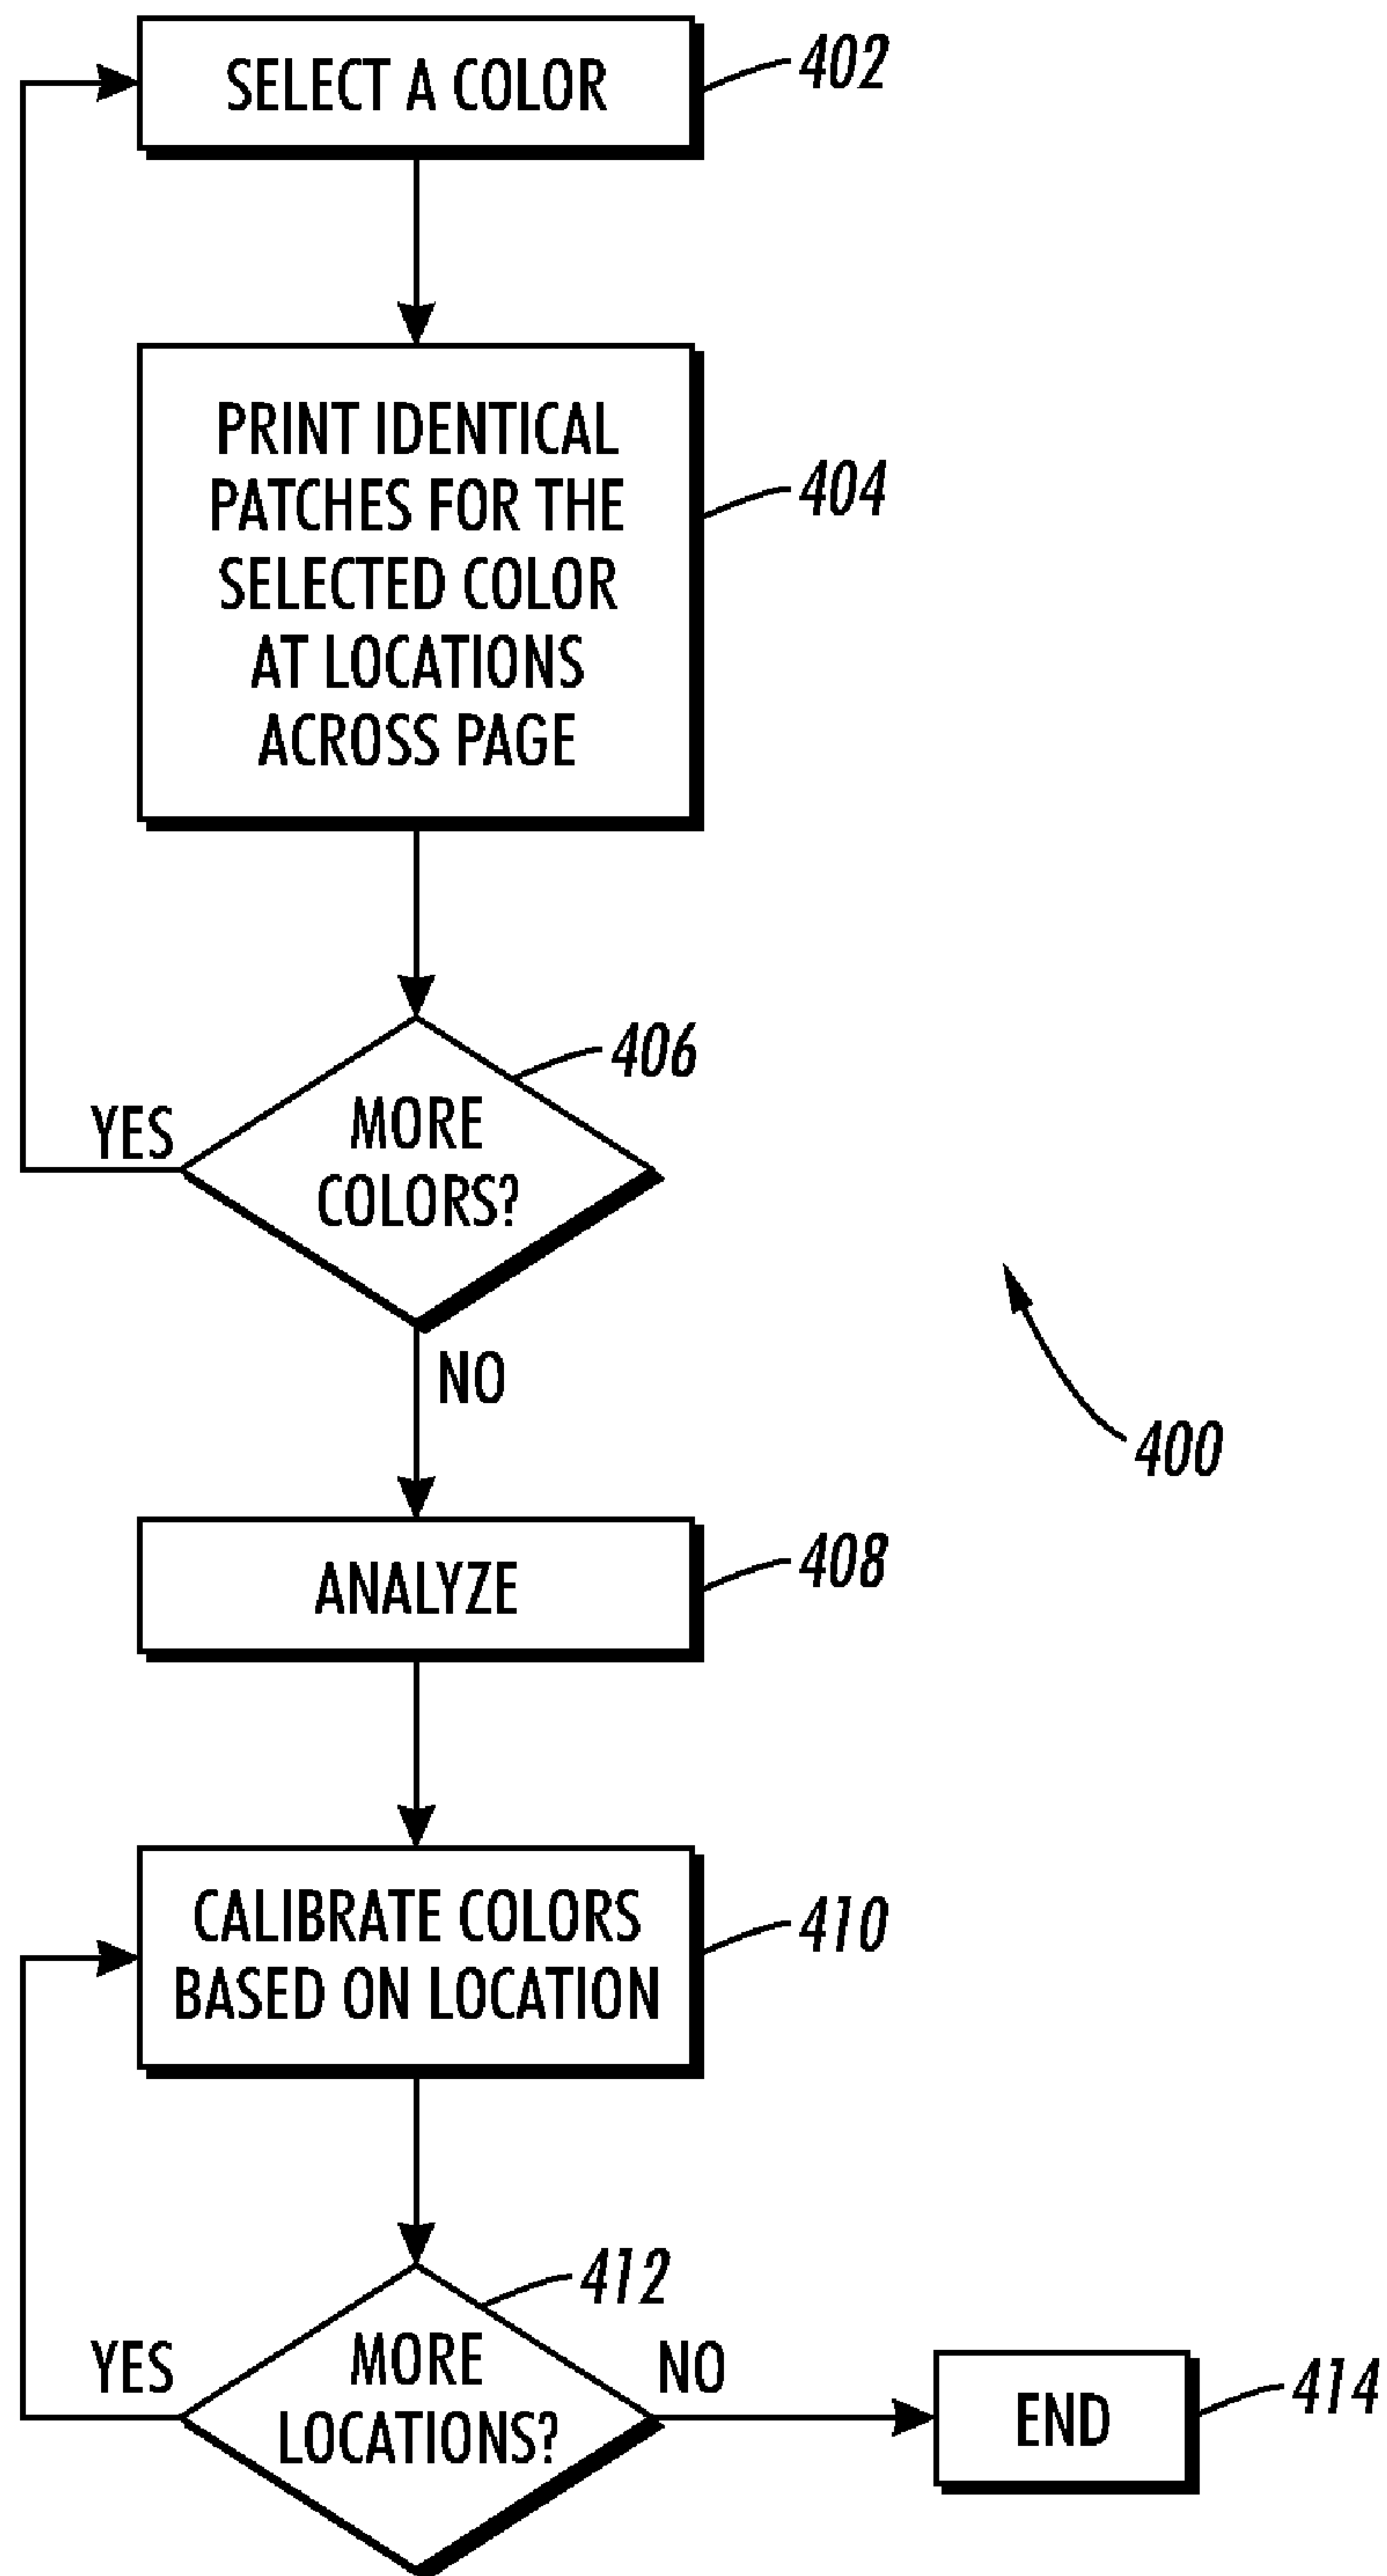 SELECT A COLOR
402
PRINT IDENTICAL
PATCHES FOR THE
SELECTED COLOR
AT LOCATIONS
ACROSS PAGE
404
406
MORE
COLORS?
YES
NO
400
ANALYZE
408
CALIBRATE COLORS
BASED ON LOCATION
410
412
MORE
LOCATIONS?
YES
NO
END
414